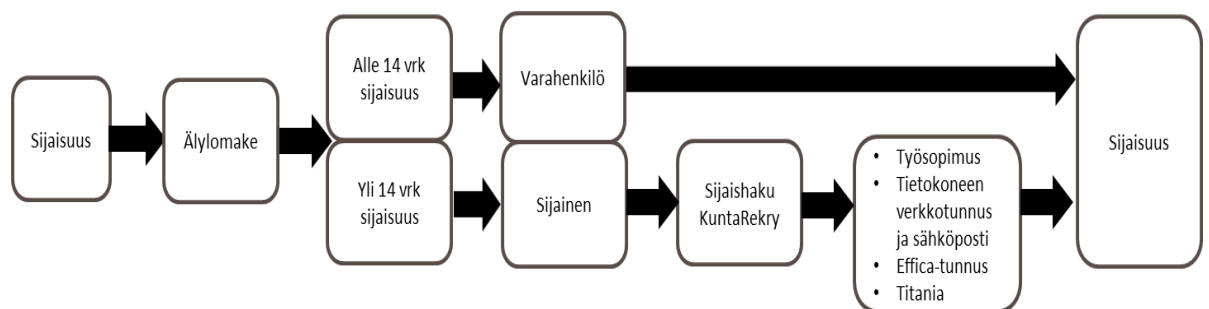 Sijaisuus
Älylomake
Alle 14 vrk
sijaisuus
Varahenkilö
Yli 14 vrk
sijaisuus
Sijainen
Sijaishaku
KuntaRekry
• Työsopimus
• Tietokoneen
verkkotunnus
ja sähköposti
• Effica-tunnus
• Titania
Sijaisuus